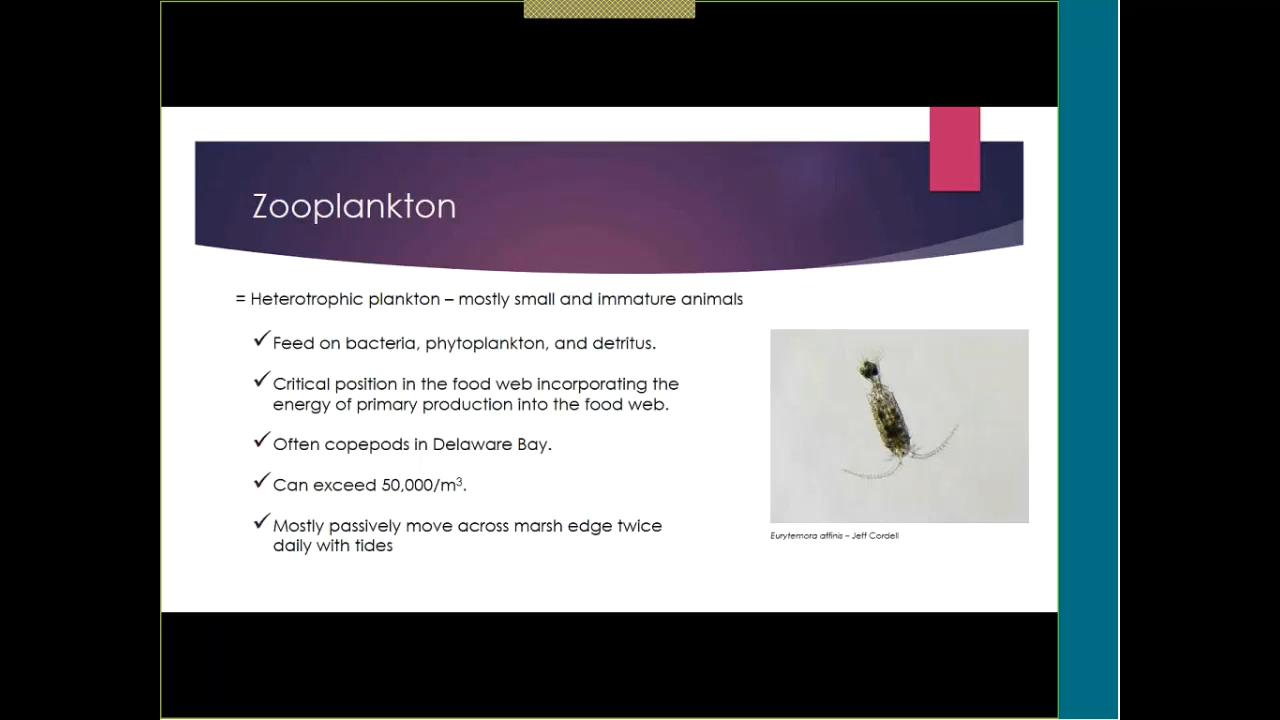 Zooplankton
= Heterotrophic plankton – mostly small and immature animals
✓Feed on bacteria, phytoplankton, and detritus.
✓Critical position in the food web incorporating the
energy of primary production into the food web.
✓Often copepods in Delaware Bay.
✓Can exceed 50,000/m³.
✓Mostly passively move across marsh edge twice
daily with tides
Eurytemora affinis – Jeff Cordell